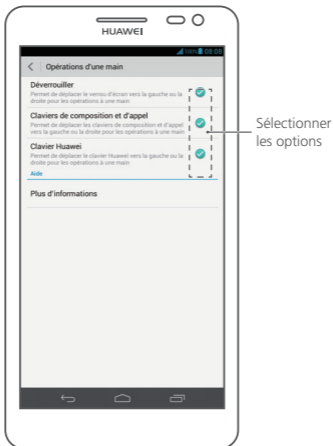 HUAWEI
100% 08:08
Opérations d'une main
Déverrouiller
Permet de déplacer le verrou d'écran vers la gauche ou la
droite pour les opérations à une main
Claviers de composition et d'appel
Permet de déplacer les claviers de composition et d'appel
vers la gauche ou la droite pour les opérations à une main
Clavier Huawei
Permet de déplacer le clavier Huawei vers la gauche ou la
droite pour les opérations à une main
Aide
Plus d'informations
Sélectionner
les options